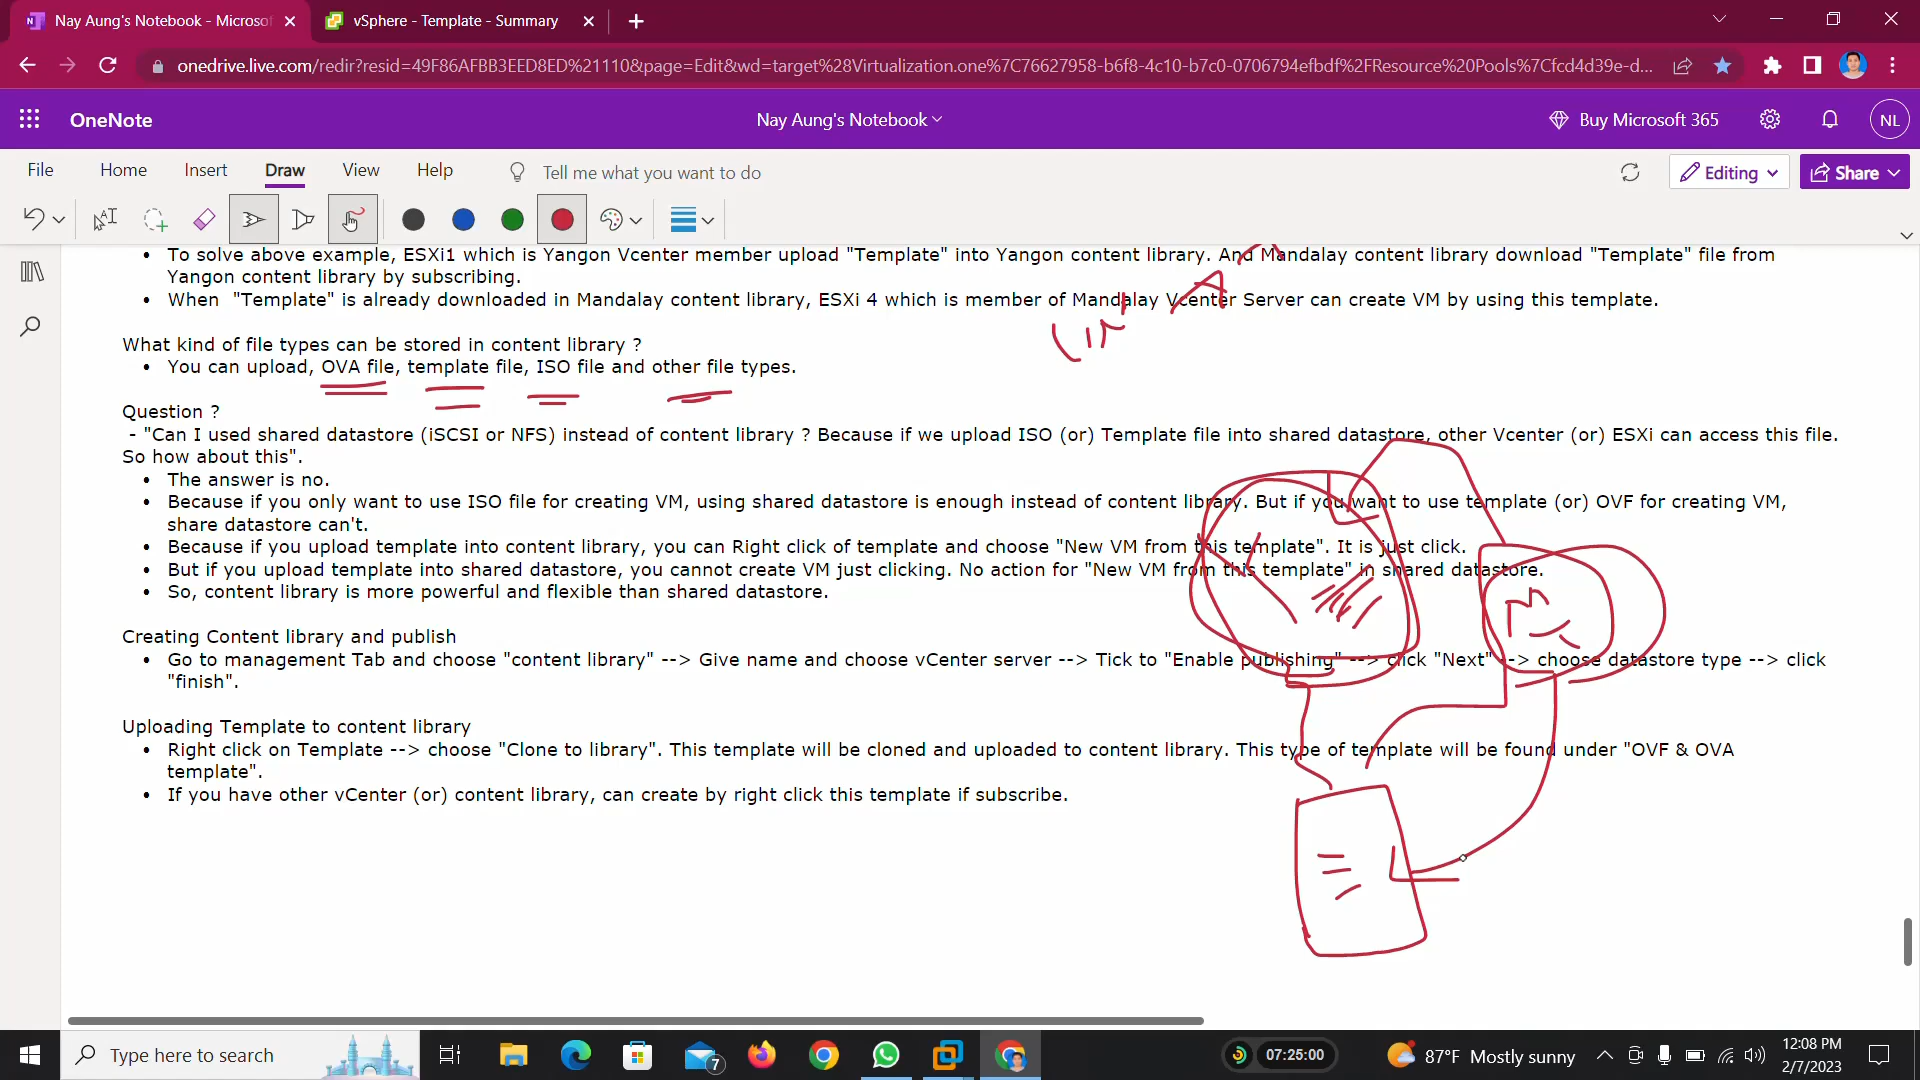 Nay Aung's Notebook - Microsof
vSphere - Template - Summary
onedrive.live.com/redir?resid=49F86AFBB3EED8ED%21110&page=Edit&wd=target%28Virtualization.one%7C76627958-b6f8-4c10-b7c0-0706794efbdf%2FResource%20Pools%7Cfcd4d39e-d...
OneNote
Nay Aung's Notebook
Buy Microsoft 365
NL
File Home Insert Draw View Help Tell me what you want to do
Editing
Share
• To solve above example, ESXi1 which is Yangon Vcenter member upload "Template" into Yangon content library. And Mandalay content library download "Template" file from
Yangon content library by subscribing.
• When "Template" is already downloaded in Mandalay content library, ESXi 4 which is member of Mandalay Vcenter Server can create VM by using this template.
What kind of file types can be stored in content library ?
• You can upload, OVA file, template file, ISO file and other file types.
Question ?
- "Can I used shared datastore (iSCSI or NFS) instead of content library ? Because if we upload ISO (or) Template file into shared datastore, other Vcenter (or) ESXi can access this file.
So how about this".
• The answer is no.
• Because if you only want to use ISO file for creating VM, using shared datastore is enough instead of content library. But if you want to use template (or) OVF for creating VM,
share datastore can't.
• Because if you upload template into content library, you can Right click of template and choose "New VM from this template". It is just click.
• But if you upload template into shared datastore, you cannot create VM just clicking. No action for "New VM from this template" in shared datastore.
• So, content library is more powerful and flexible than shared datastore.
Creating Content library and publish
• Go to management Tab and choose "content library" --> Give name and choose vCenter server --> Tick to "Enable publishing" --> click "Next" --> choose datastore type --> click
"finish".
Uploading Template to content library
• Right click on Template --> choose "Clone to library". This template will be cloned and uploaded to content library. This type of template will be found under "OVF & OVA
template".
• If you have other vCenter (or) content library, can create by right click this template if subscribe.
Type here to search
7
07:25:00
87°F Mostly sunny
12:08 PM
2/7/2023